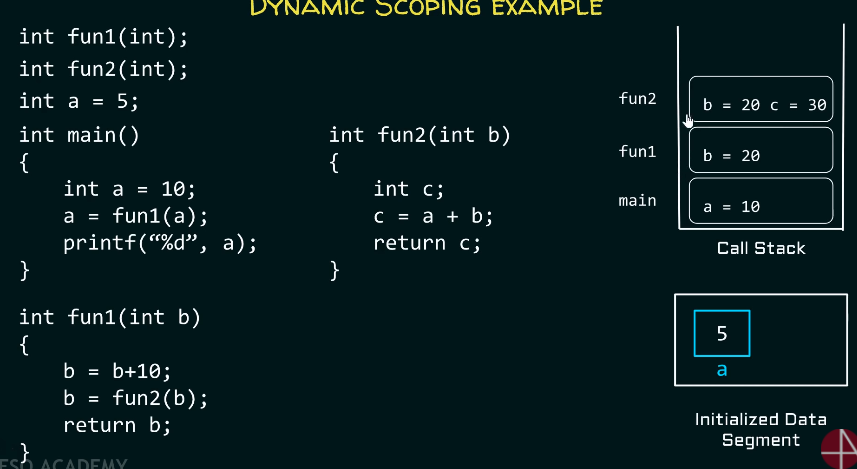 DYNAMIC SCOPING EXAMPLE
int fun1(int);
int fun2(int);
int a = 5;
int main()
{
int a = 10;
a = fun1(a);
printf(“%d”, a);
}
int fun1(int b)
{
b = b+10;
b = fun2(b);
return b;
}
int fun2(int b)
{
int c;
c = a + b;
return c;
}
fun2
b = 20 c = 30
fun1
b = 20
main
a = 10
Call Stack
5
a
Initialized Data
Segment
ESO ACADEMY